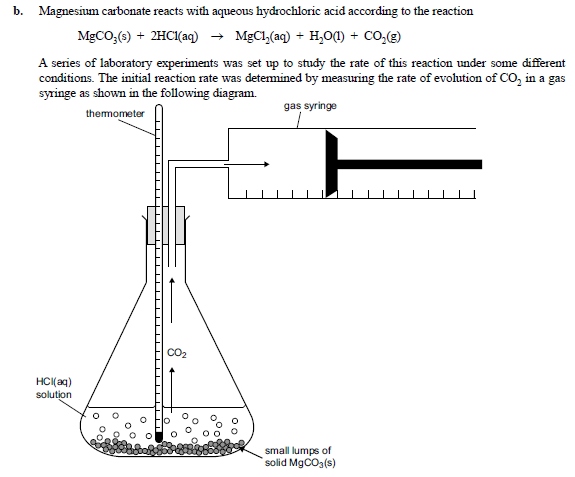 b. Magnesium carbonate reacts with aqueous hydrochloric acid according to the reaction
MgCO₃(s) + 2HCl(aq) → MgCl₂(aq) + H₂O(l) + CO₂(g)
A series of laboratory experiments was set up to study the rate of this reaction under some different
conditions. The initial reaction rate was determined by measuring the rate of evolution of CO₂ in a gas
syringe as shown in the following diagram.
thermometer
gas syringe
CO₂
HCl(aq)
solution
small lumps of
solid MgCO₃(s)